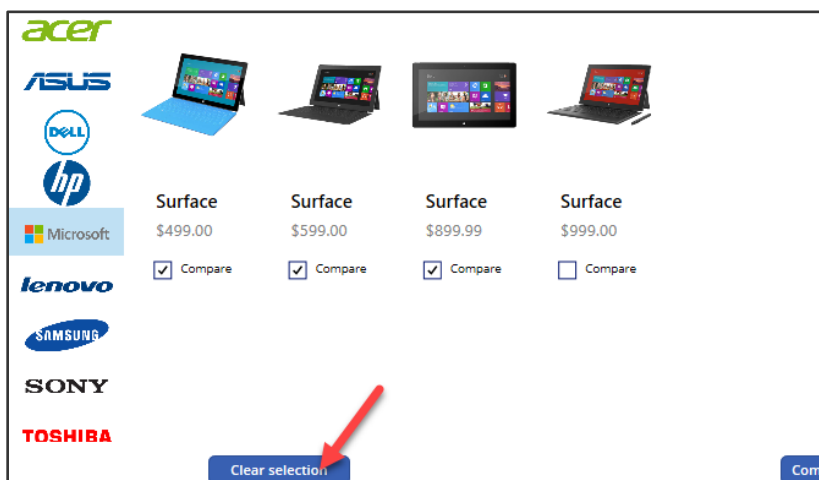 acer
ASUS
DELL
hp
Microsoft
lenovo
SAMSUNG
SONY
TOSHIBA
Surface Surface Surface Surface
$499.00 $599.00 $899.99 $999.00
Compare Compare Compare Compare
Clear selection
Com